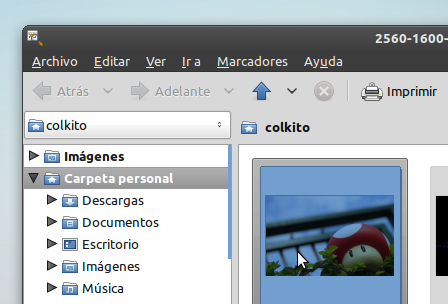 2560-1600-
Archivo Editar Ver Ir a Marcadores Ayuda
Atrás Adelante Imprimir
colkito colkito
Imágenes
Carpeta personal
Descargas
Documentos
Escritorio
Imágenes
Música